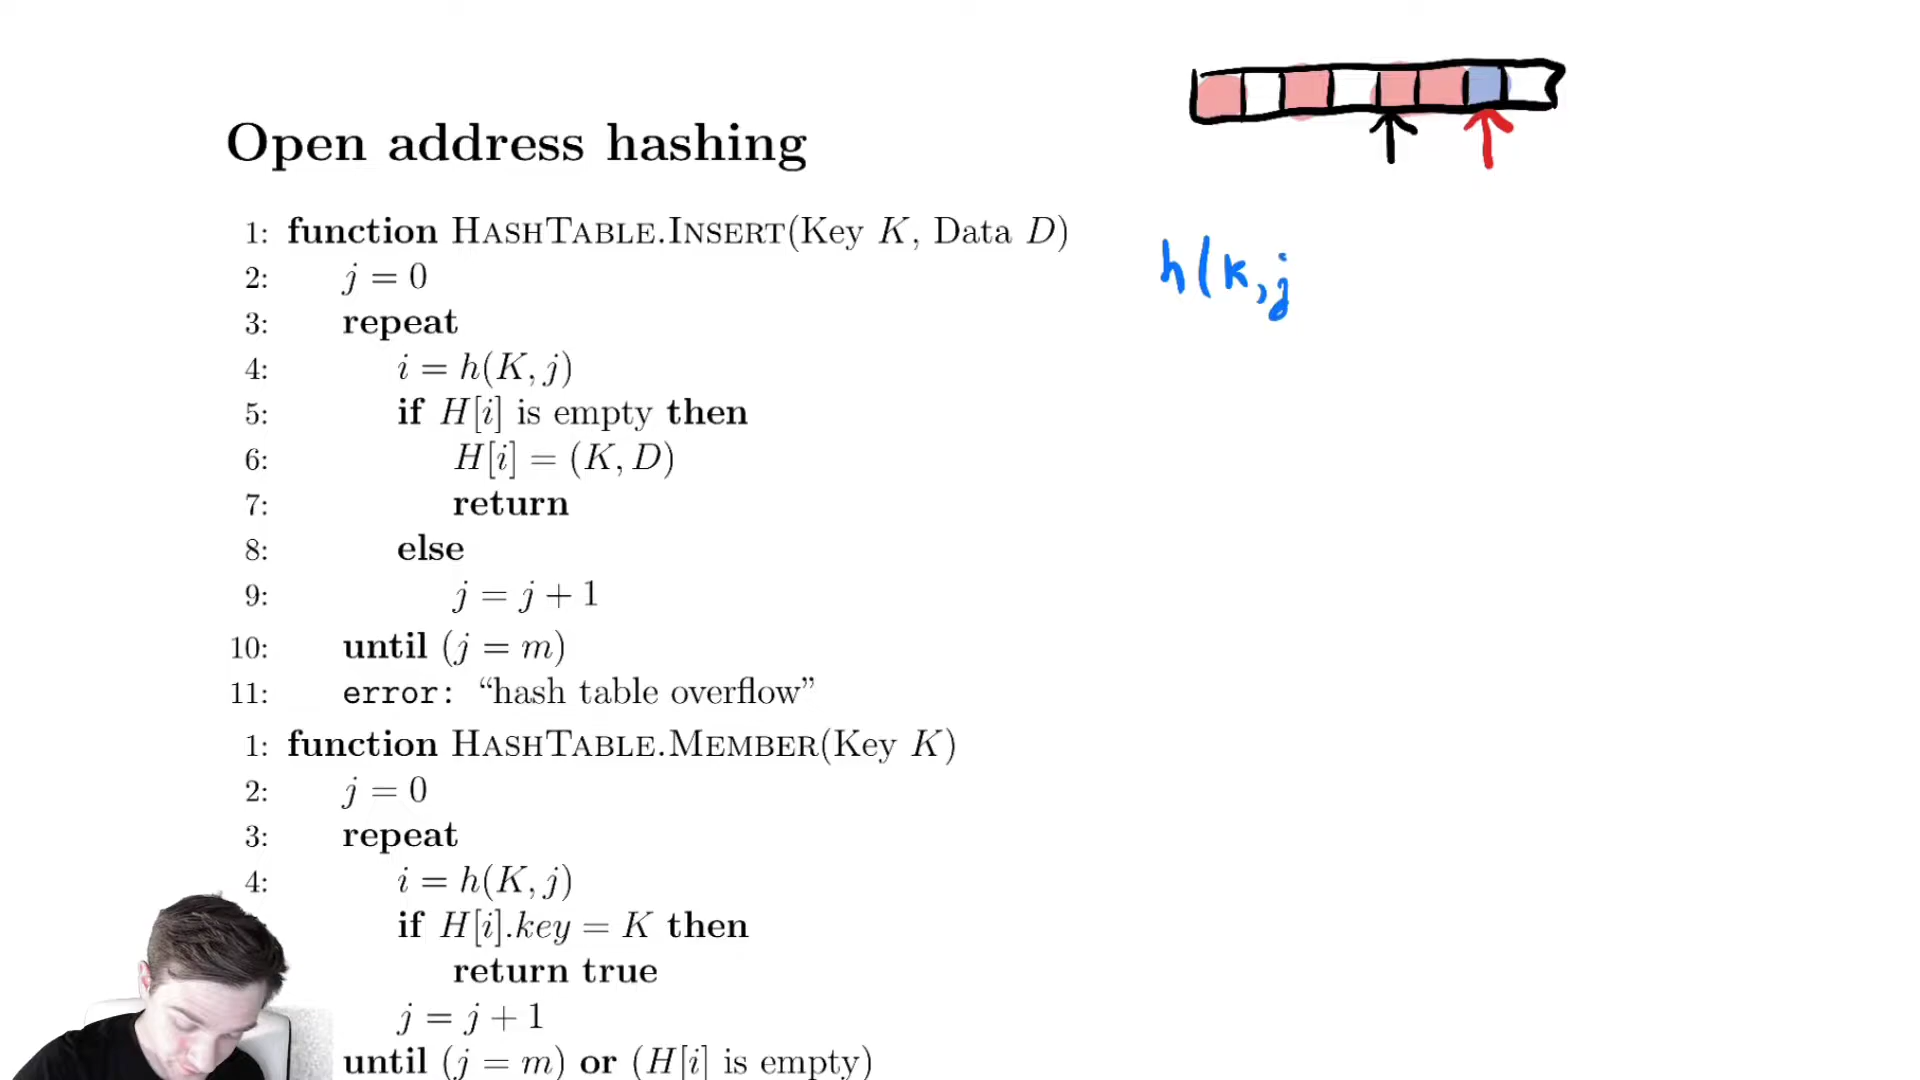 Open address hashing
h(k,j
1: function HASHTABLE.INSERT(Key K, Data D)
2: j = 0
3: repeat
4: i = h(K, j)
5: if H[i] is empty then
6: H[i] = (K, D)
7: return
8: else
9: j = j + 1
10: until (j = m)
11: error: “hash table overflow”
1: function HASHTABLE.MEMBER(Key K)
2: j = 0
3: repeat
4: i = h(K, j)
if H[i].key = K then
return true
j = j + 1
until (j = m) or (H[i] is empty)